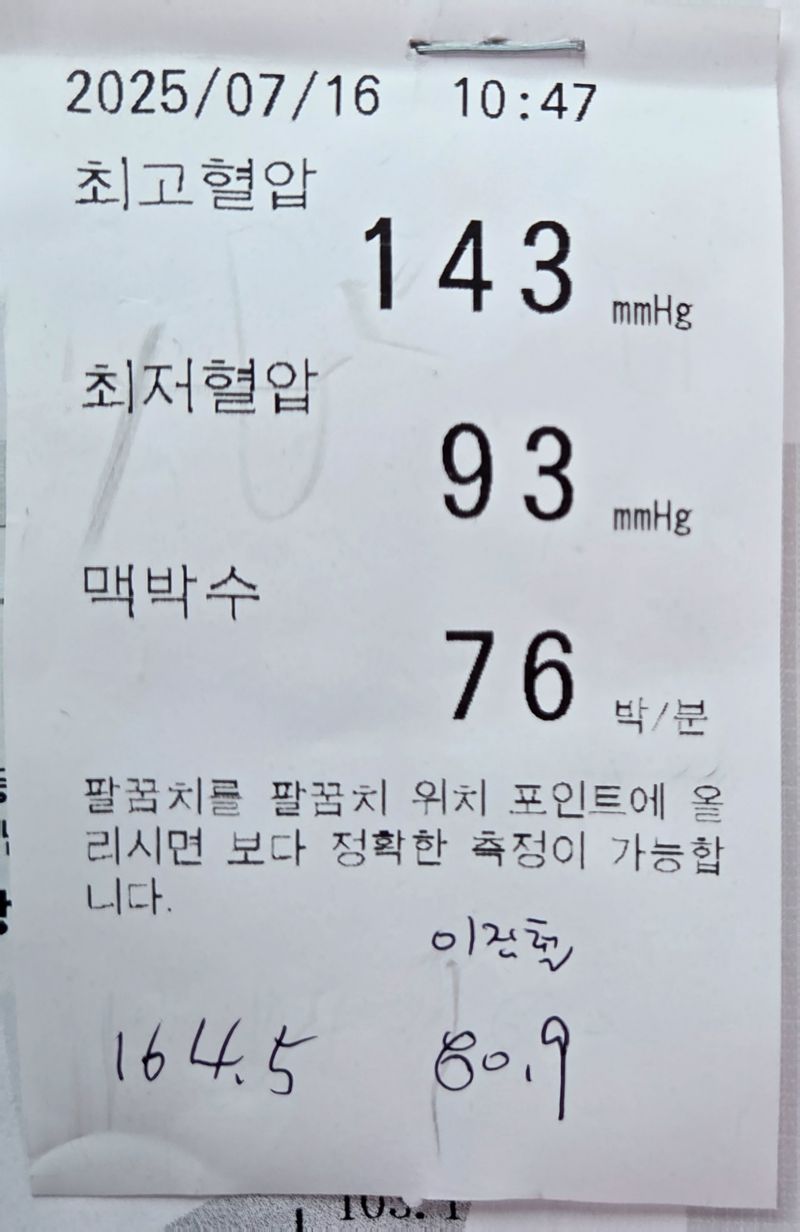 2025/07/16 10:47
최고혈압
143 mmHg
최저혈압
93 mmHg
맥박수
76 박/분
팔꿈치를 팔꿈치 위치 포인트에 올
리시면 보다 정확한 측정이 가능합
니다.
164.5